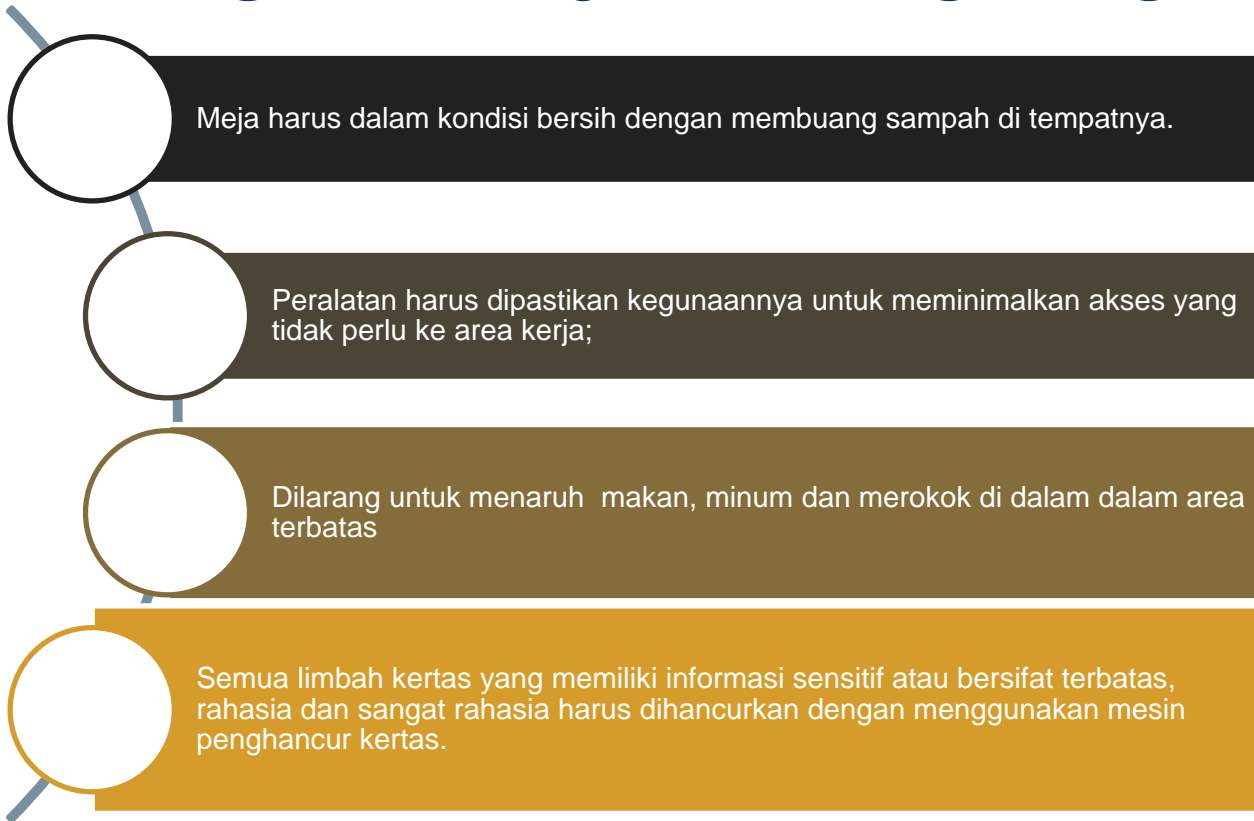 Meja harus dalam kondisi bersih dengan membuang sampah di tempatnya.
Peralatan harus dipastikan kegunaannya untuk meminimalkan akses yang
tidak perlu ke area kerja;
Dilarang untuk menaruh  makan, minum dan merokok di dalam dalam area
terbatas
Semua limbah kertas yang memiliki informasi sensitif atau bersifat terbatas,
rahasia dan sangat rahasia harus dihancurkan dengan menggunakan mesin
penghancur kertas.